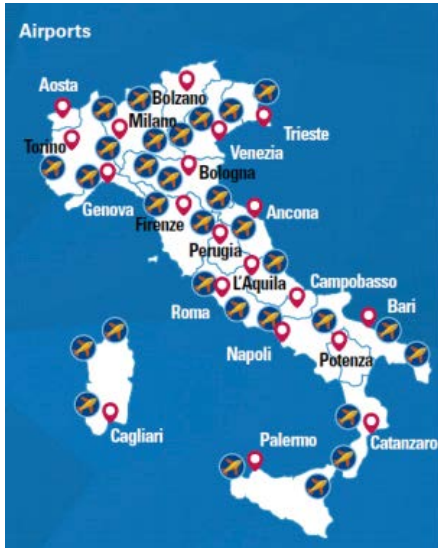 Airports
Bolzano
Aosta
Milano
Torino
Trieste
Venezia
Bologna
Genova
Firenze
Ancona
Perugia
L'Aquila
Campobasso
Roma
Bari
Napoli
Potenza
Cagliari
Palermo
Catanzaro